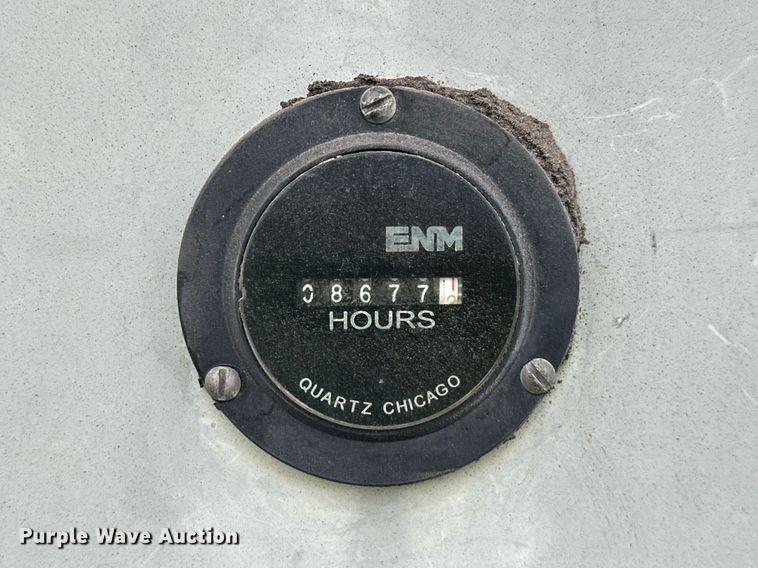 ENM
08677
HOURS
QUARTZ CHICAGO
Purple Wave Auction